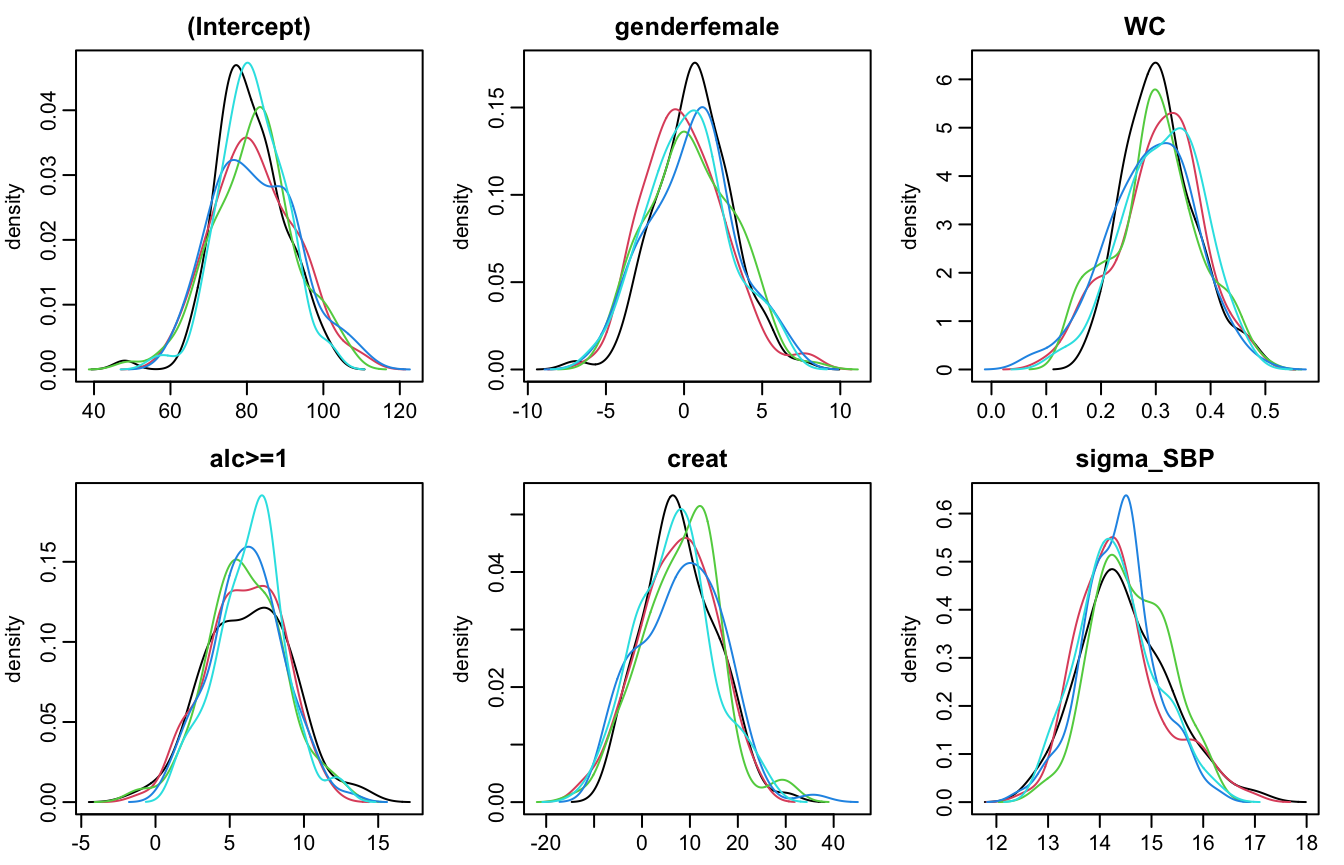 (Intercept)
density
0.00 0.01 0.02 0.03 0.04
40 60 80 100 120
genderfemale
density
0.00 0.05 0.10 0.15
-10 -5 0 5 10
WC
density
0 1 2 3 4 5 6
0.0 0.1 0.2 0.3 0.4 0.5
alc>=1
density
0.00 0.05 0.10 0.15
-5 0 5 10 15
creat
density
0.00 0.02 0.04
-20 0 10 20 30 40
sigma_SBP
density
0.0 0.1 0.2 0.3 0.4 0.5 0.6
12 13 14 15 16 17 18